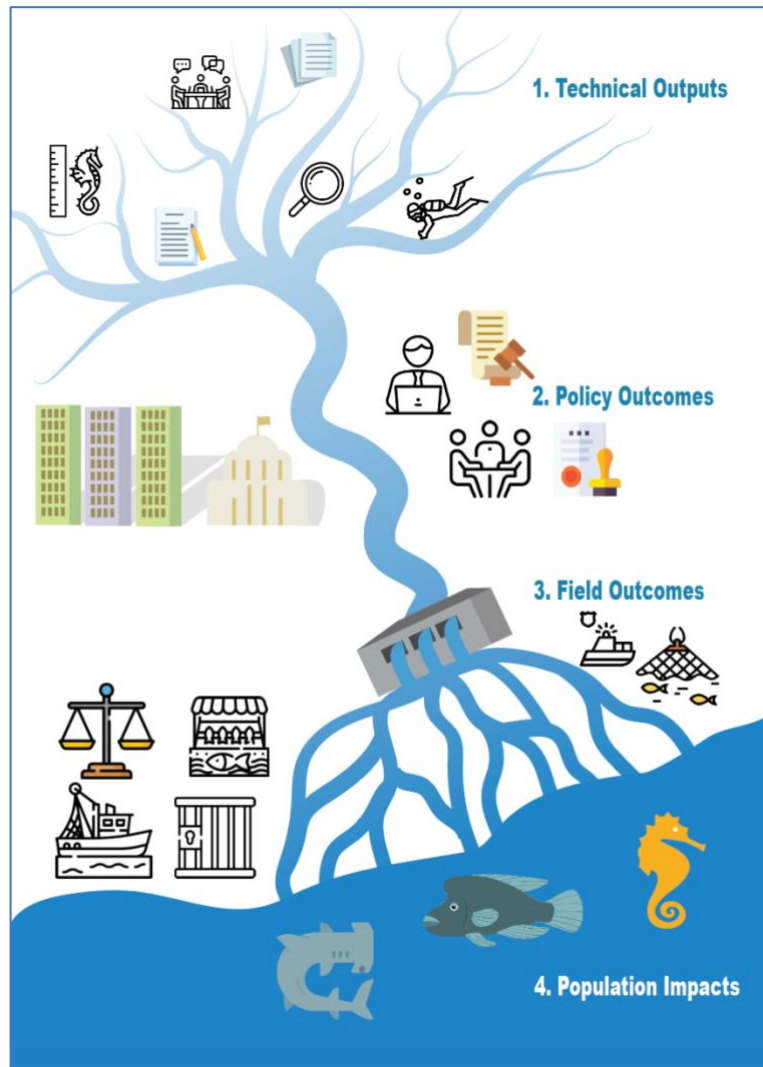 1. Technical Outputs
2. Policy Outcomes
3. Field Outcomes
4. Population Impacts